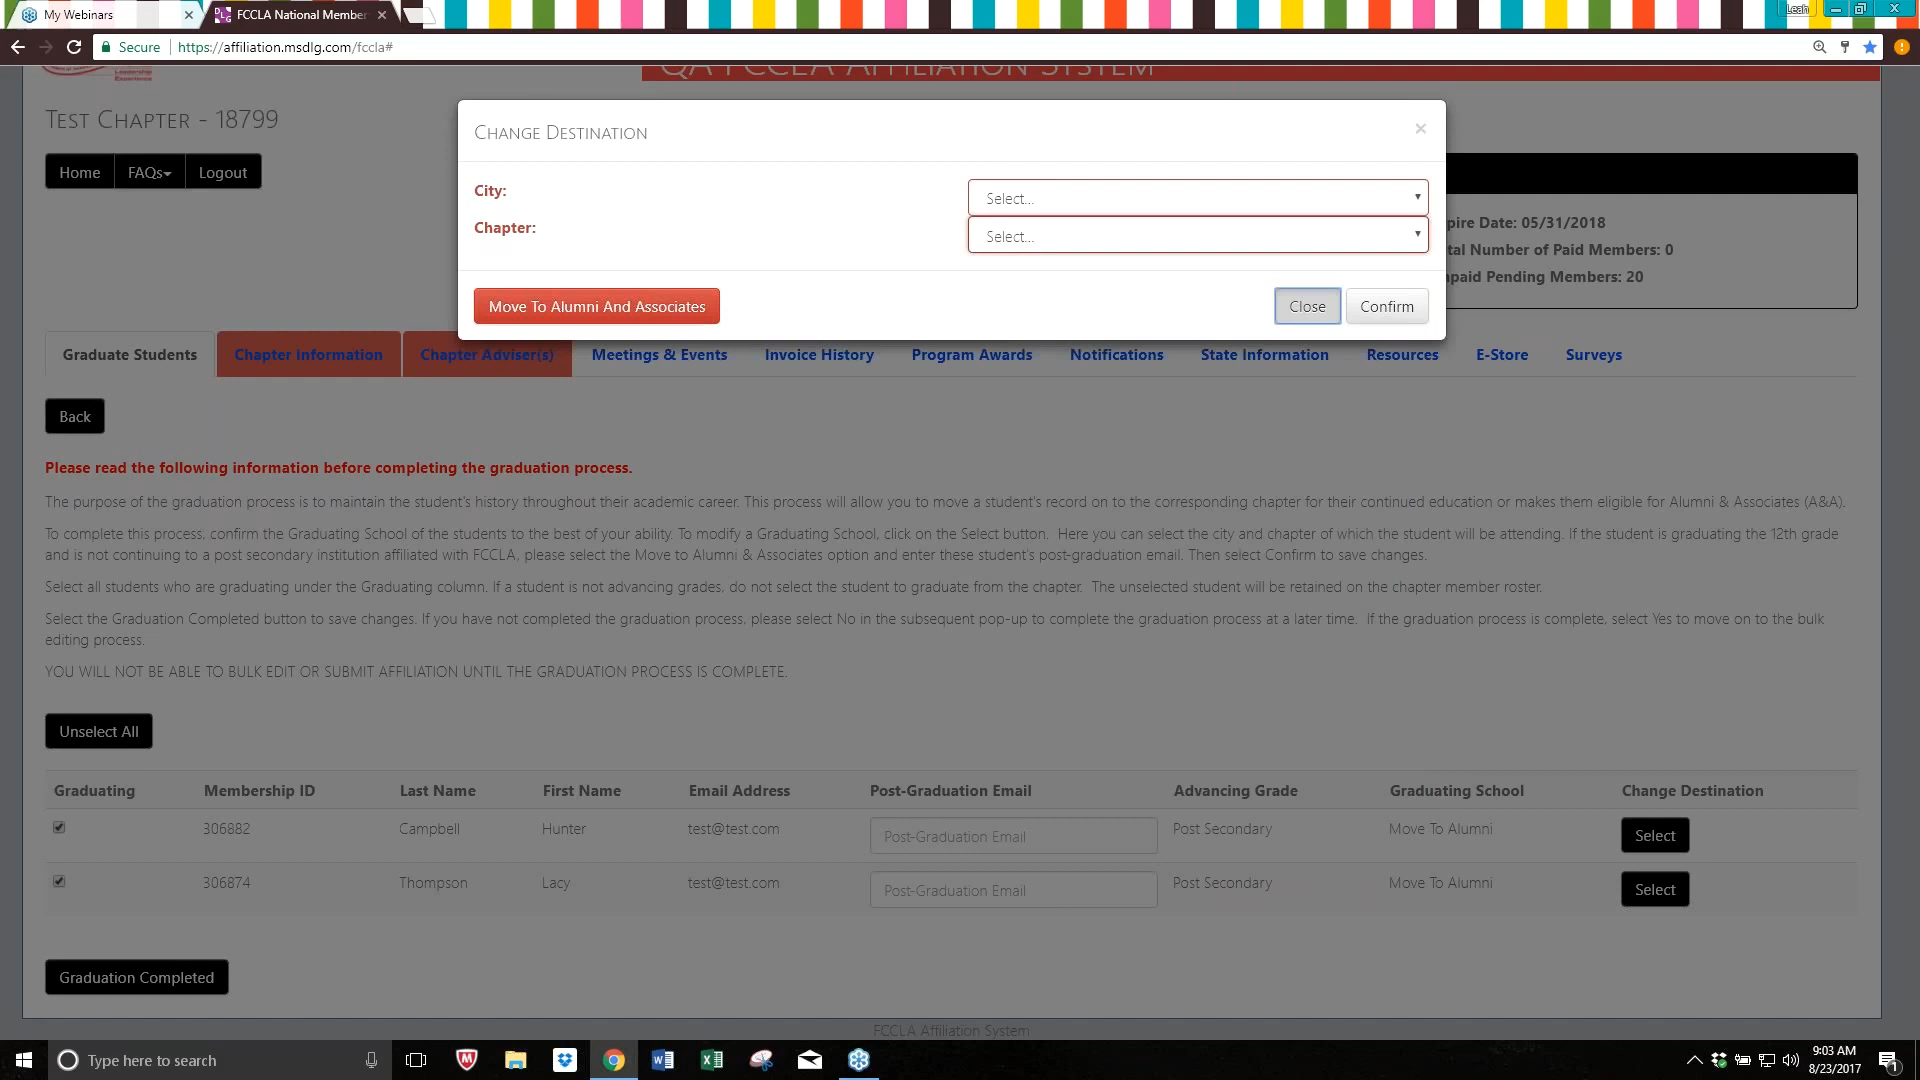 My Webinars
FCCLA National Member
Leah
Secure
https://affiliation.msdlg.com/fccla#
Leadership
Experience
QA FCCLA AFFILIATION SYSTEM
TEST CHAPTER - 18799
CHANGE DESTINATION
×
Home
FAQs
Logout
City:
Select...
Chapter:
Select...
pire Date: 05/31/2018
tal Number of Paid Members: 0
paid Pending Members: 20
Move To Alumni And Associates
Close
Confirm
Graduate Students
Chapter Information
Chapter Adviser(s)
Meetings & Events
Invoice History
Program Awards
Notifications
State Information
Resources
E-Store
Surveys
Back
Please read the following information before completing the graduation process.
The purpose of the graduation process is to maintain the student's history throughout their academic career. This process will allow you to move a student's record on to the corresponding chapter for their continued education or makes them eligible for Alumni & Associates (A&A).
To complete this process, confirm the Graduating School of the students to the best of your ability. To modify a Graduating School, click on the Select button. Here you can select the city and chapter of which the student will be attending. If the student is graduating the 12th grade
and is not continuing to a post secondary institution affiliated with FCCLA, please select the Move to Alumni & Associates option and enter these student's post-graduation email. Then select Confirm to save changes.
Select all students who are graduating under the Graduating column. If a student is not advancing grades, do not select the student to graduate from the chapter. The unselected student will be retained on the chapter member roster.
Select the Graduation Completed button to save changes. If you have not completed the graduation process, please select No in the subsequent pop-up to complete the graduation process at a later time. If the graduation process is complete, select Yes to move on to the bulk
editing process.
YOU WILL NOT BE ABLE TO BULK EDIT OR SUBMIT AFFILIATION UNTIL THE GRADUATION PROCESS IS COMPLETE.
Unselect All
Graduating Membership ID Last Name First Name Email Address Post-Graduation Email Advancing Grade Graduating School Change Destination
306882 Campbell Hunter test@test.com Post-Graduation Email Post Secondary Move To Alumni Select
306874 Thompson Lacy test@test.com Post-Graduation Email Post Secondary Move To Alumni Select
Graduation Completed
FCCLA Affiliation System
Type here to search
9:03 AM
8/23/2017
1